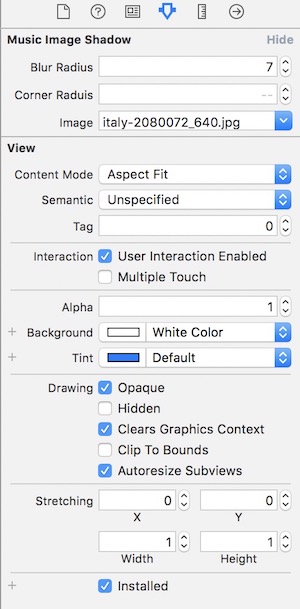 Music Image Shadow Hide
Blur Radius 7
Corner Raduis --
Image italy-2080072_640.jpg
View
Content Mode Aspect Fit
Semantic Unspecified
Tag 0
Interaction User Interaction Enabled
Multiple Touch
Alpha 1
+ Background White Color
+ Tint Default
Drawing Opaque
Hidden
Clears Graphics Context
Clip To Bounds
Autoresize Subviews
Stretching 0 0
X Y
1 1
Width Height
+ Installed